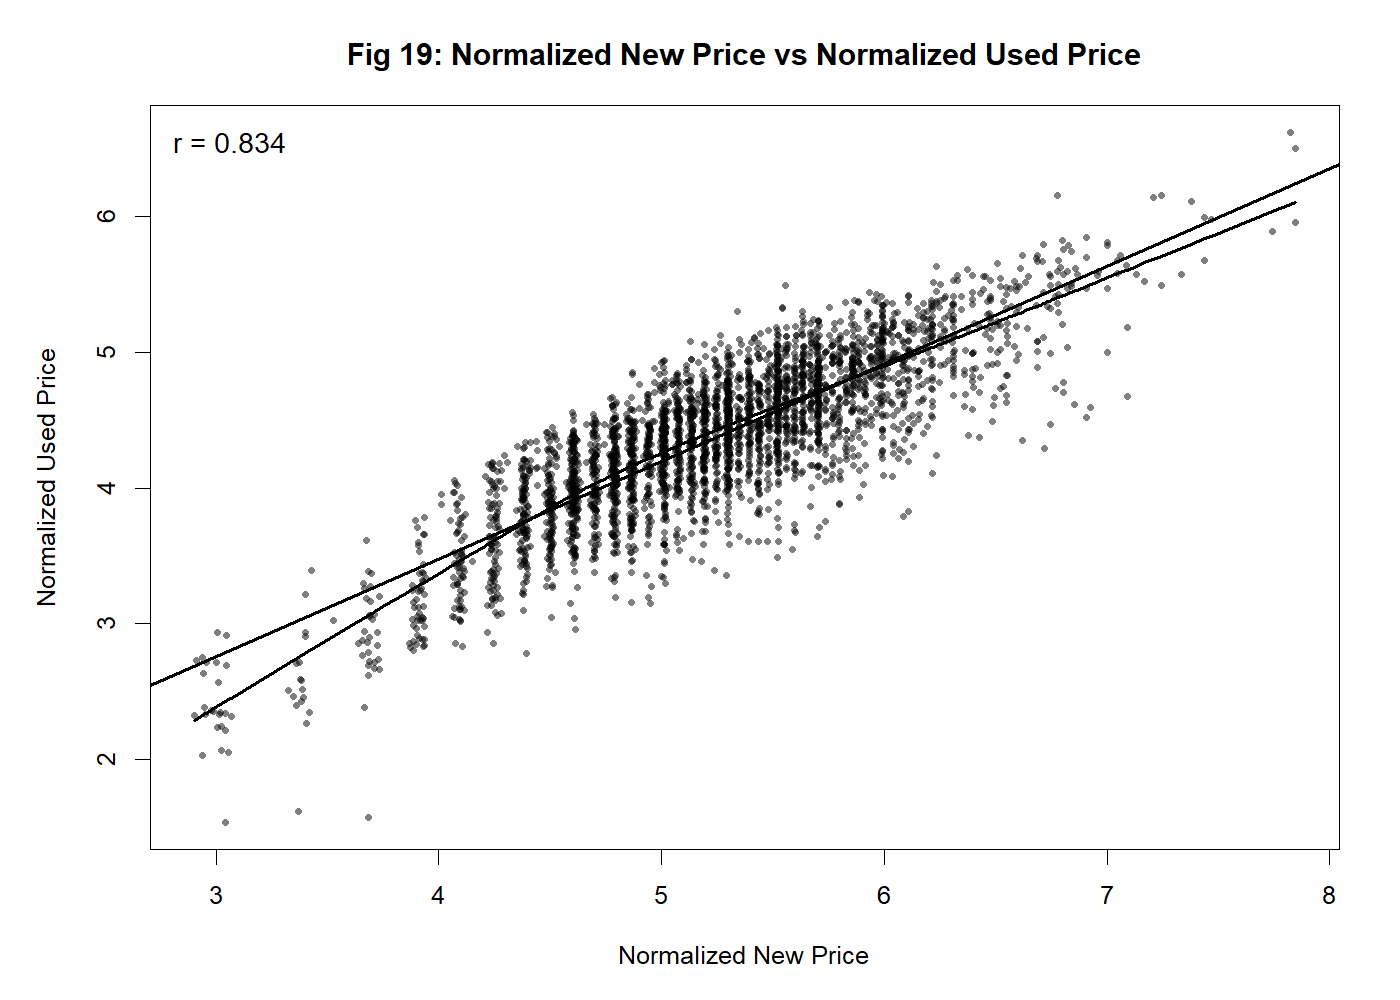 Fig 19: Normalized New Price vs Normalized Used Price
r = 0.834
6
5
4
3
2
Normalized Used Price
3 4 5 6 7 8
Normalized New Price